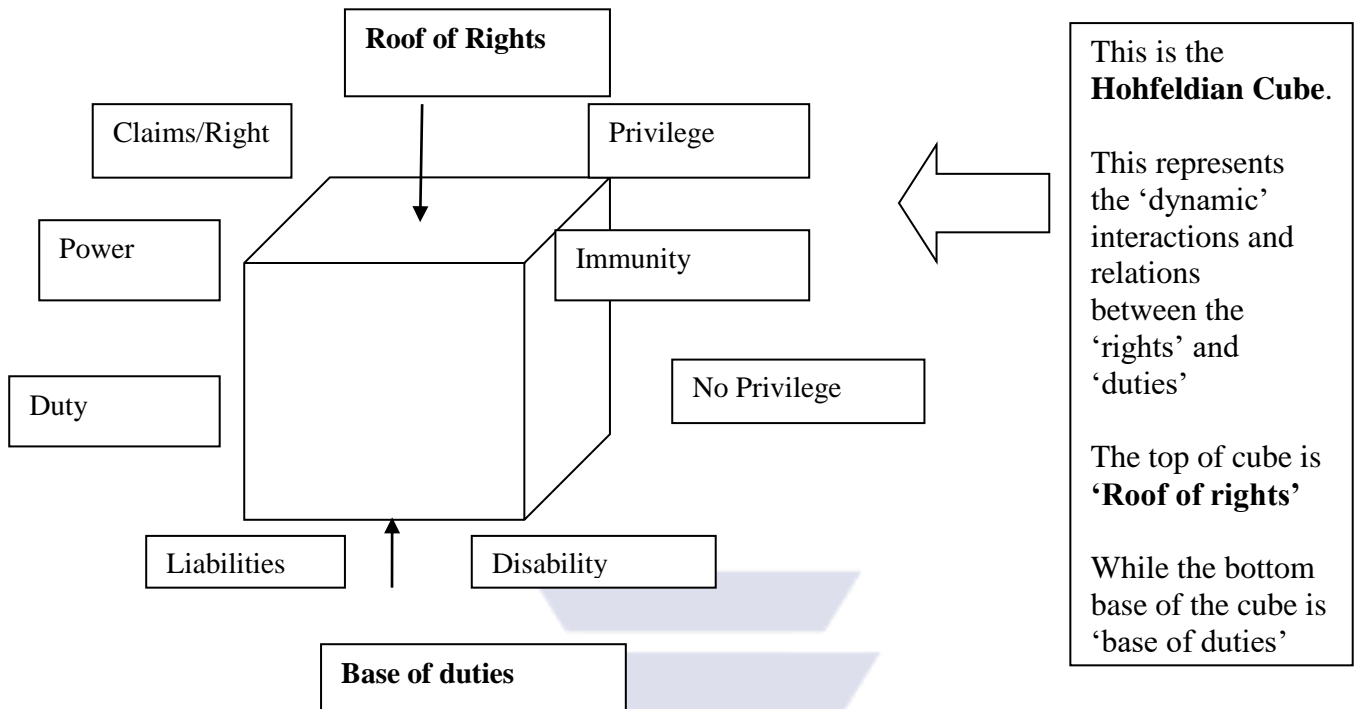 Roof of Rights
Claims/Right
Privilege
Power
Immunity
Duty
No Privilege
Liabilities
Disability
Base of duties
This is the
Hohfeldian Cube.
This represents
the ‘dynamic’
interactions and
relations
between the
‘rights’ and
‘duties’
The top of cube is
‘Roof of rights’
While the bottom
base of the cube is
‘base of duties’